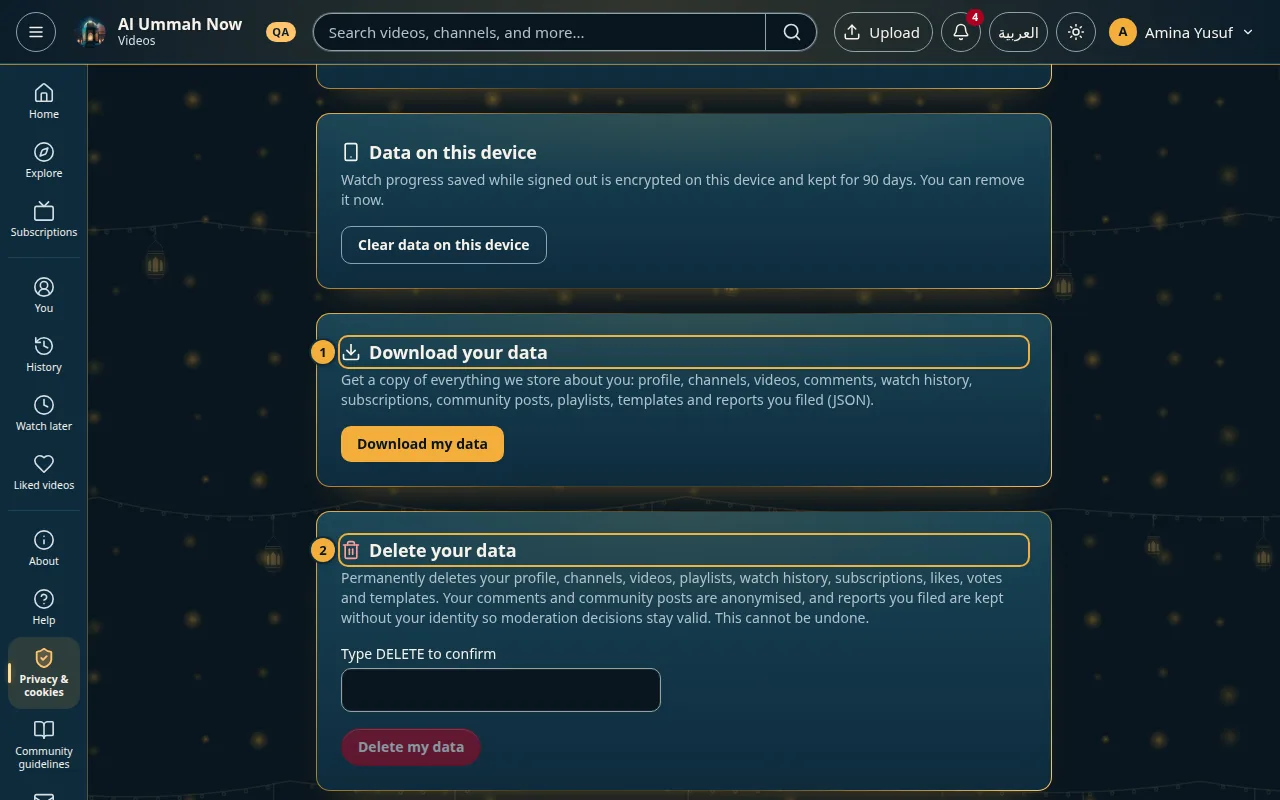 Al Ummah Now
Videos
QA
Search videos, channels, and more...
Upload
4
العربية
A
Amina Yusuf
Home
Explore
Subscriptions
You
History
Watch later
Liked videos
About
Help
Privacy &
cookies
Community
guidelines
Data on this device
Watch progress saved while signed out is encrypted on this device and kept for 90 days. You can remove
it now.
Clear data on this device
1
Download your data
Get a copy of everything we store about you: profile, channels, videos, comments, watch history,
subscriptions, community posts, playlists, templates and reports you filed (JSON).
Download my data
2
Delete your data
Permanently deletes your profile, channels, videos, playlists, watch history, subscriptions, likes, votes
and templates. Your comments and community posts are anonymised, and reports you filed are kept
without your identity so moderation decisions stay valid. This cannot be undone.
Type DELETE to confirm
Delete my data